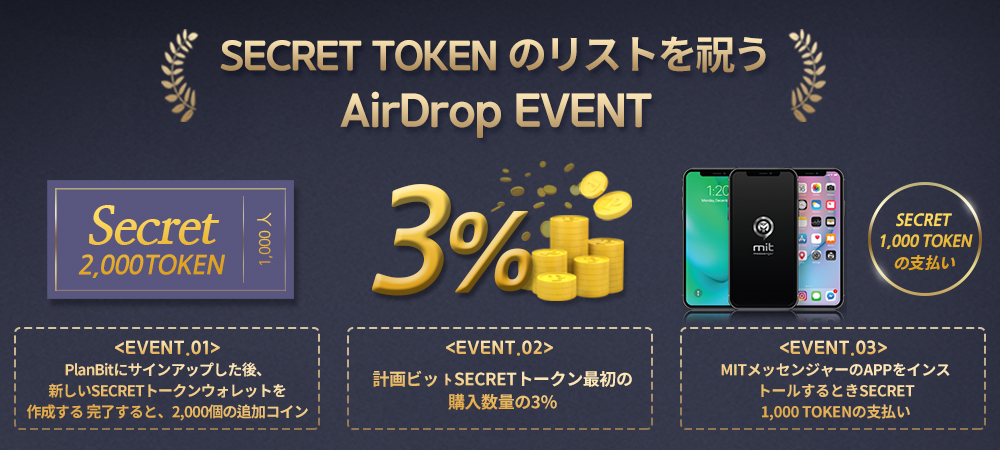 SECRET TOKEN のリストを祝う
AirDrop EVENT
Secret
2,000 TOKEN
1,000 Y
3%
1:20
mit
SECRET
1,000 TOKEN
の支払い
<EVENT.01>
PlanBitにサインアップした後、
新しいSECRETトークンウォレットを
作成する 完了すると、2,000個の追加コイン
<EVENT.02>
計画ビットSECRETトークン最初の
購入数量の3%
<EVENT.03>
MITメッセンジャーのAPPをインス
トールするときSECRET
1,000 TOKENの支払い